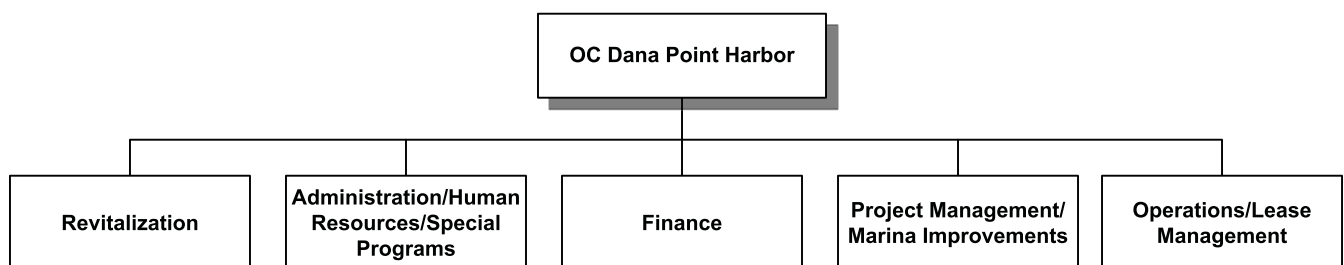 OC Dana Point Harbor
Revitalization
Administration/Human
Resources/Special
Programs
Finance
Project Management/
Marina Improvements
Operations/Lease
Management